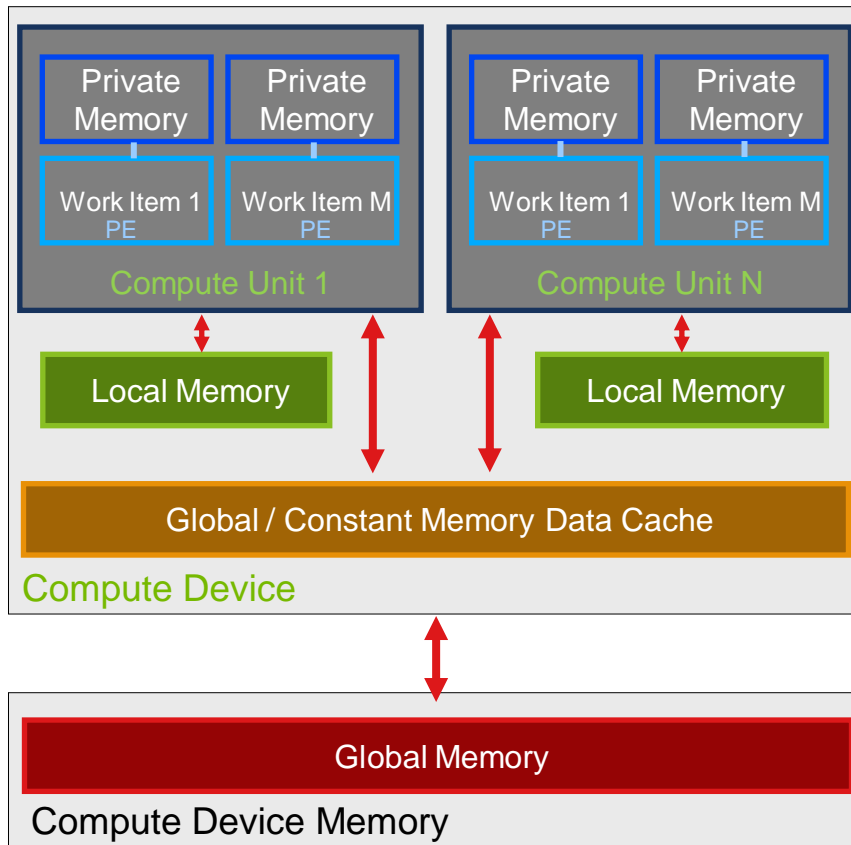 Private
Memory
Private
Memory
Private
Memory
Private
Memory
Work Item 1
PE
Work Item M
PE
Work Item 1
PE
Work Item M
PE
Compute Unit 1
Compute Unit N
Local Memory
Local Memory
Global / Constant Memory Data Cache
Compute Device
Global Memory
Compute Device Memory